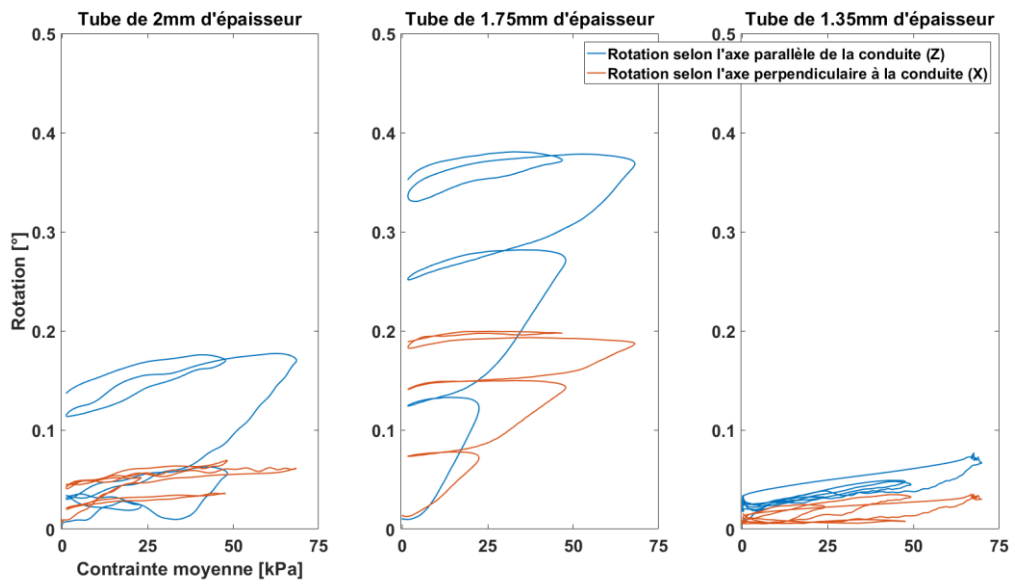 Tube de 2mm d'épaisseur
Tube de 1.75mm d'épaisseur
Tube de 1.35mm d'épaisseur
Rotation selon l'axe parallèle de la conduite (Z)
Rotation selon l'axe perpendiculaire à la conduite (X)
Rotation [°]
0.5
0.4
0.3
0.2
0.1
0
0.5
0.4
0.3
0.2
0.1
0
0.5
0.4
0.3
0.2
0.1
0
0 25 50 75
0 25 50 75
0 25 50 75
Contrainte moyenne [kPa]